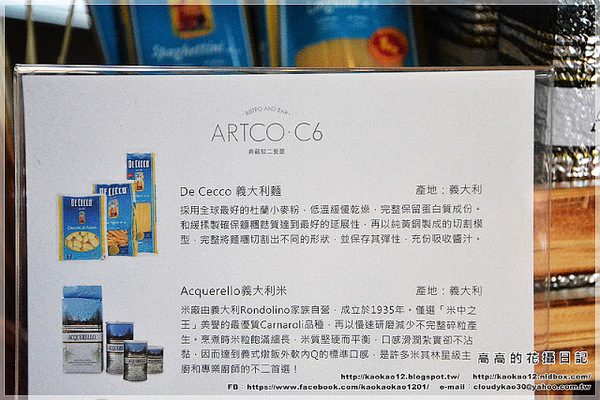 Spaghettini
BISTRO AND BAR
ARTCO·C6
典藏駁二餐廳
DE CECCO
De Cecco 義大利麵 產地：義大利
採用全球最好的杜蘭小麥粉，低溫緩慢乾燥，完整保留蛋白質成份。
和緩揉製確保麵糰麩質達到最好的延展性，再以純黃銅製成的切割模
型，完整將麵糰切割出不同的形狀，並保存其彈性，充份吸收醬汁。
ACQUERELLO
Acquerello義大利米 產地：義大利
米廠由義大利Rondolino家族自營，成立於1935年。僅選「米中之
王」美譽的最優質Carnaroli品種，再以慢速研磨減少不完整碎粒產
生。烹煮時米粒飽滿細長，米質堅硬而平衡，口感滑潤紮實卻不沾
黏，因而達到義式燉飯外軟內Q的標準口感，是許多米其林星級主
廚和專業廚師的不二首選！
高高的花攝日記
http://kaokao12.blogspot.tw/ http://kaokao12.nldbox.com/
FB：https://www.facebook.com/kaokaokao1201/ e-mail：cloudykao30@yahoo.com.tw